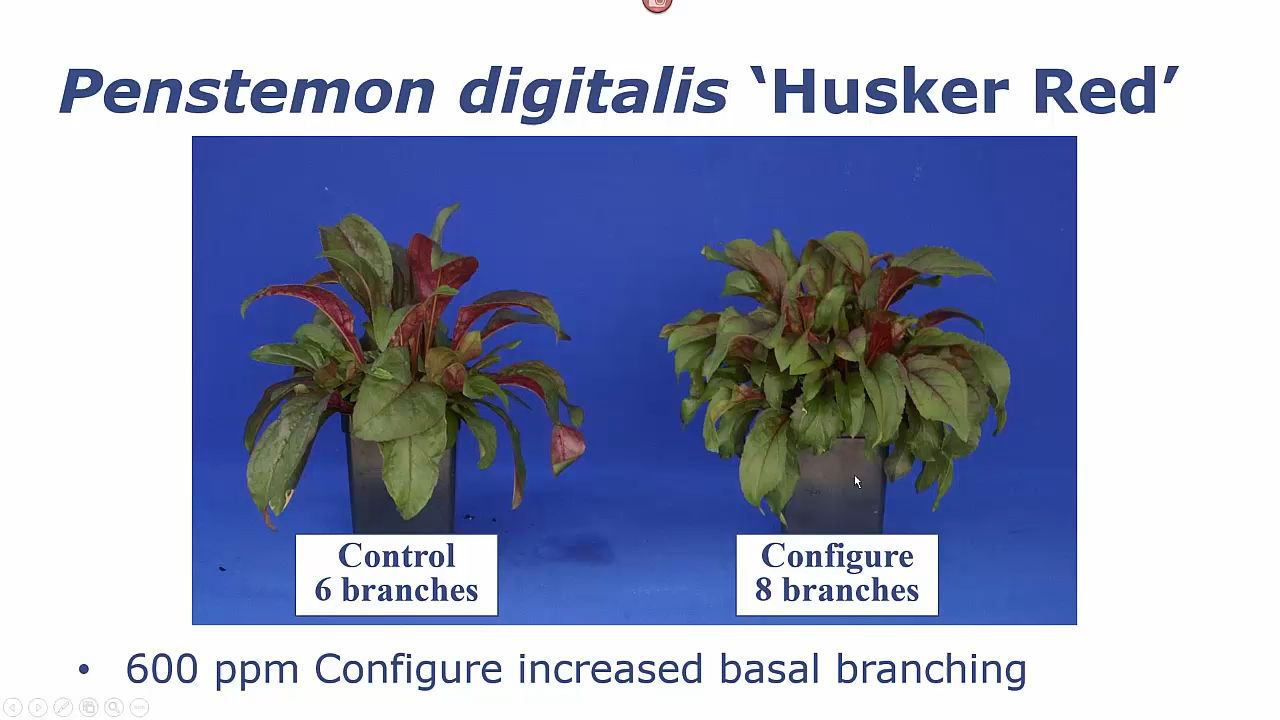 Penstemon digitalis ‘Husker Red’
Control
6 branches
Configure
8 branches
• 600 ppm Configure increased basal branching